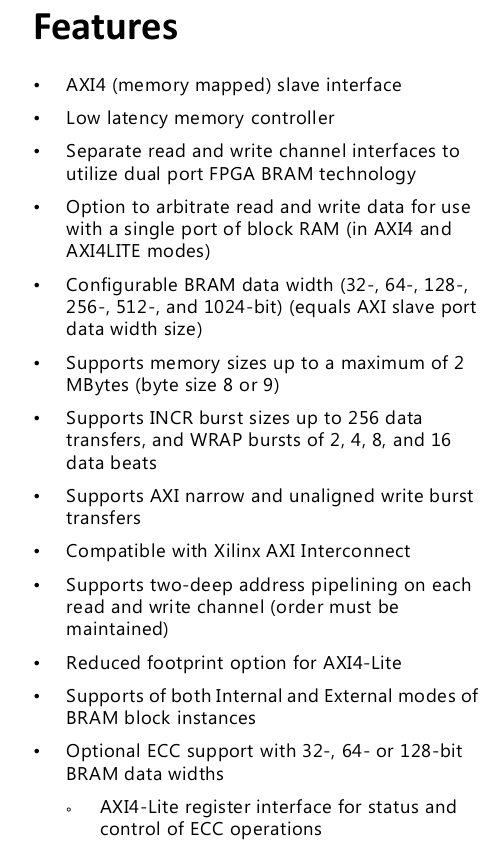 Features
• AXI4 (memory mapped) slave interface
• Low latency memory controller
• Separate read and write channel interfaces to
utilize dual port FPGA BRAM technology
• Option to arbitrate read and write data for use
with a single port of block RAM (in AXI4 and
AXI4LITE modes)
• Configurable BRAM data width (32-, 64-, 128-,
256-, 512-, and 1024-bit) (equals AXI slave port
data width size)
• Supports memory sizes up to a maximum of 2
MBytes (byte size 8 or 9)
• Supports INCR burst sizes up to 256 data
transfers, and WRAP bursts of 2, 4, 8, and 16
data beats
• Supports AXI narrow and unaligned write burst
transfers
• Compatible with Xilinx AXI Interconnect
• Supports two-deep address pipelining on each
read and write channel (order must be
maintained)
• Reduced footprint option for AXI4-Lite
• Supports of both Internal and External modes of
BRAM block instances
• Optional ECC support with 32-, 64- or 128-bit
BRAM data widths
◦ AXI4-Lite register interface for status and
control of ECC operations